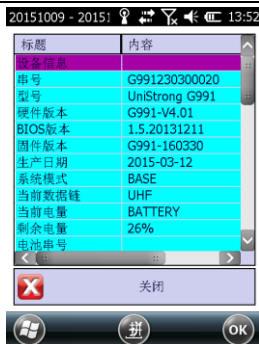 20151009 - 20151 13:52
标题 内容
设备信息
串号 G991230300020
型号 UniStrong G991
硬件版本 G991-V4.01
BIOS版本 1.5.20131211
固件版本 G991-160330
生产日期 2015-03-12
系统模式 BASE
当前数据链 UHF
当前电量 BATTERY
剩余电量 26%
电池串号
关闭
拼 OK